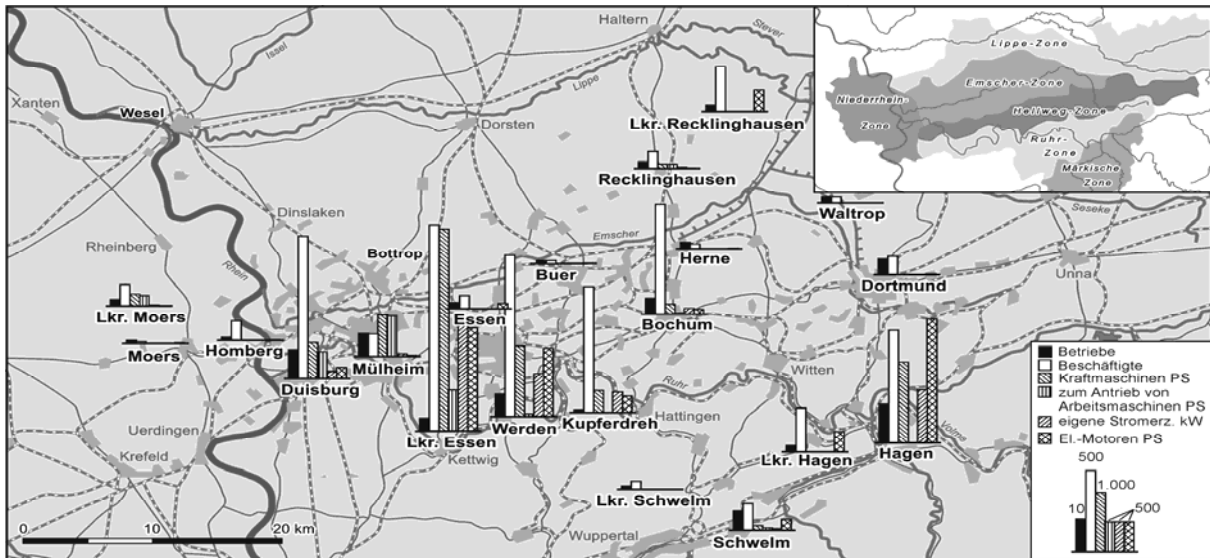 Haltern
Stever
Issel
Lippe
Xanten
Wesel
Dorsten
Lkr. Recklinghausen
Recklinghausen
Waltrop
Seseke
Dinslaken
Rheinberg
Rhein
Bottrop
Emscher
Buer
Herne
Unna
Dortmund
Lkr. Moers
Moers
Homberg
Duisburg
Mülheim
Essen
Bochum
Witten
Ruhr
Hattingen
Uerdingen
Krefeld
Lkr. Essen
Werden
Kupferdreh
Kettwig
Lkr. Hagen
Hagen
Volme
Lkr. Schwelm
Schwelm
Wuppertal
0 10 20 km
Lippe-Zone
Emscher-Zone
Niederrhein-
Zone
Hellweg-Zone
Ruhr-
Zone
Märkische
Zone
Betriebe
Beschäftigte
Kraftmaschinen PS
zum Antrieb von
Arbeitsmaschinen PS
eigene Stromerz. kW
El.-Motoren PS
500
1.000
10
500